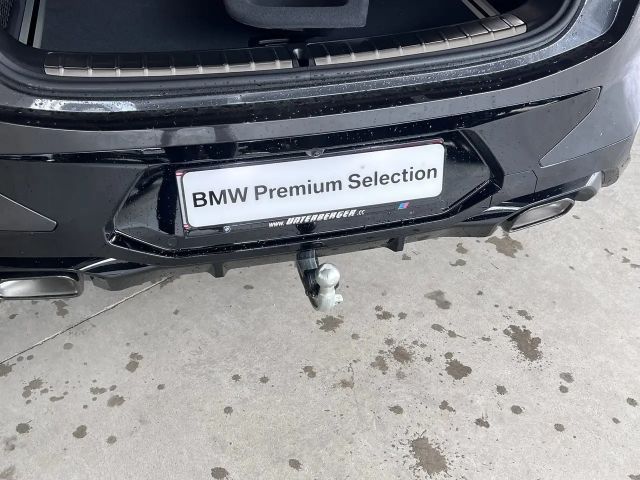 BMW Premium Selection
www.UNTERBERGER.cc